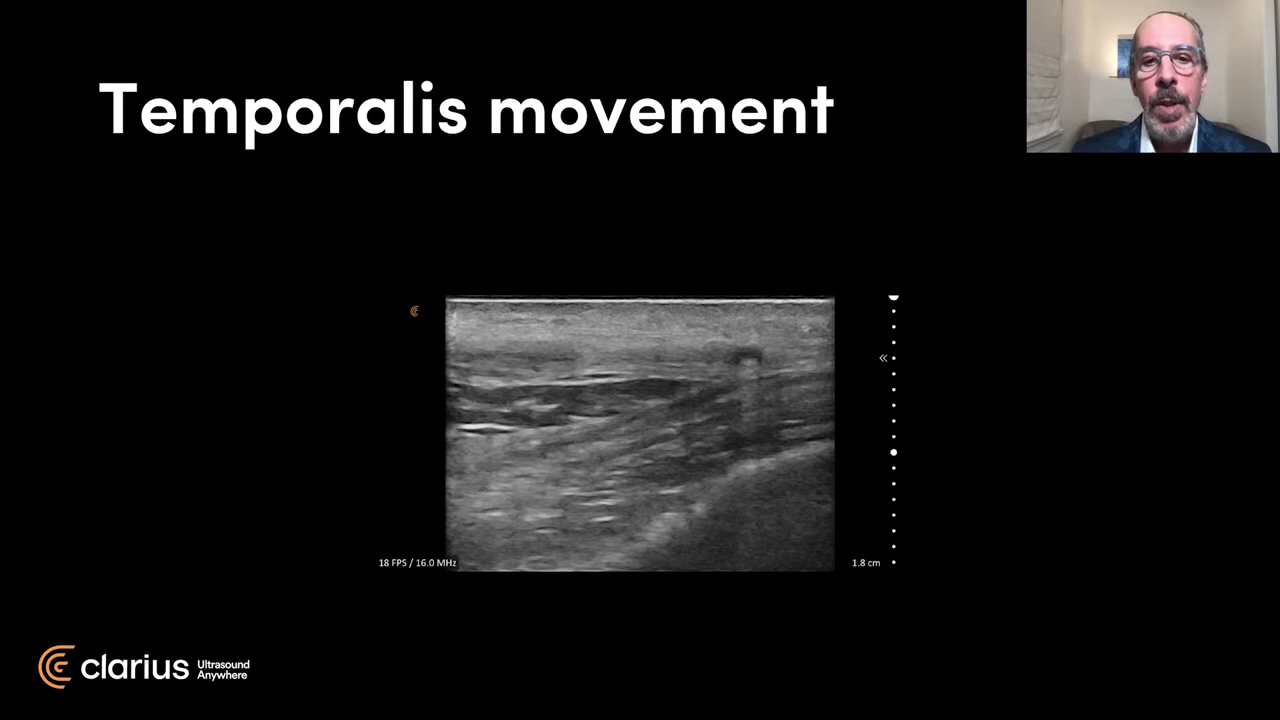 Temporalis movement
18 FPS / 16.0 MHz
1.8 cm
clarius
Ultrasound
Anywhere